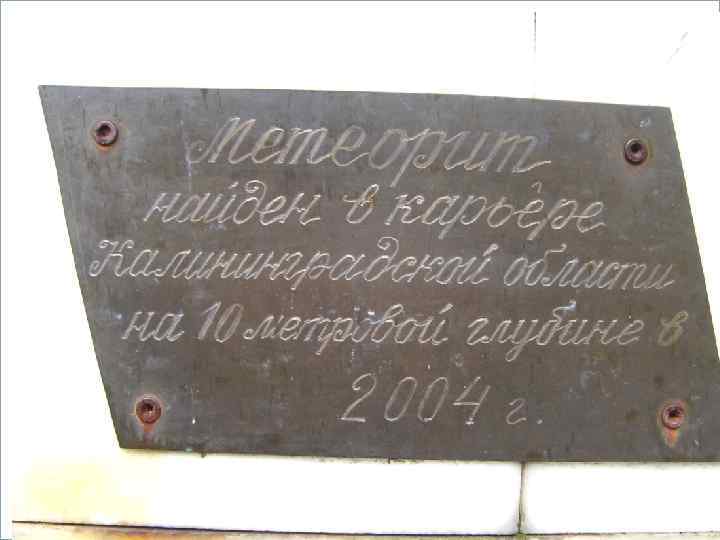 Метеорит
найден в карьере
Калининградской области
на 10 метровой глубине в
2004 г.